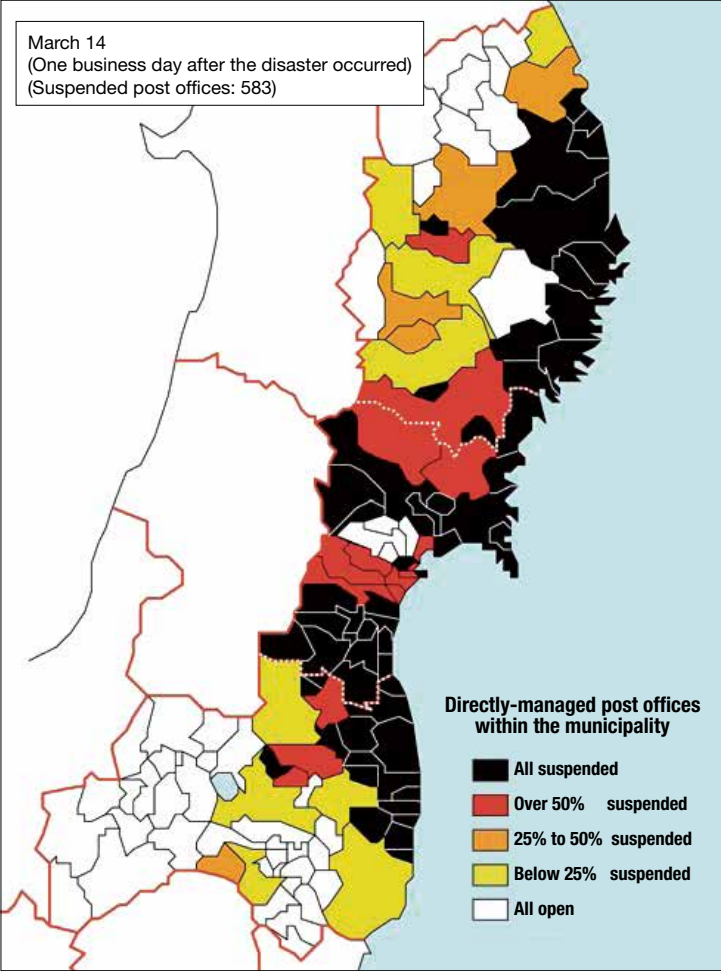 March 14
(One business day after the disaster occurred)
(Suspended post offices: 583)
Directly-managed post offices
within the municipality
All suspended
Over 50% suspended
25% to 50% suspended
Below 25% suspended
All open